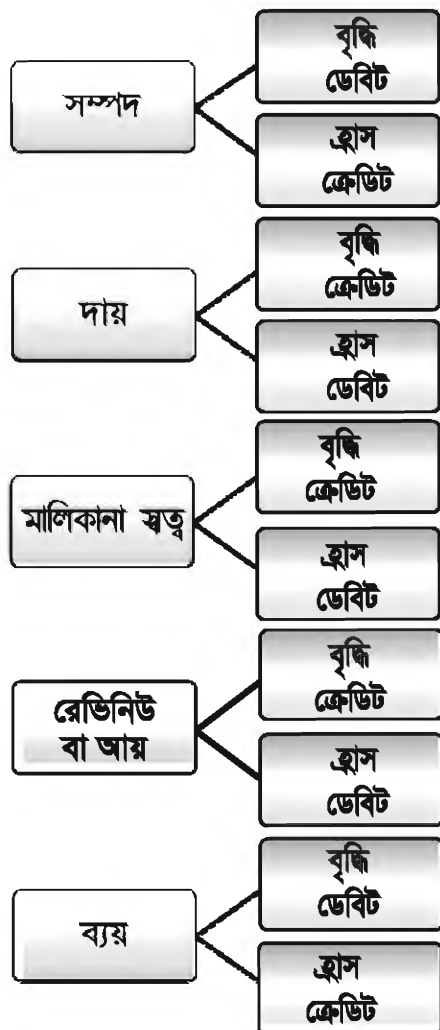 সম্পদ
বৃদ্ধি
ডেবিট
হ্রাস
ক্রেডিট
দায়
বৃদ্ধি
ক্রেডিট
হ্রাস
ডেবিট
মালিকানা স্বত্ব
বৃদ্ধি
ক্রেডিট
হ্রাস
ডেবিট
রেভিনিউ
বা আয়
বৃদ্ধি
ক্রেডিট
হ্রাস
ডেবিট
ব্যয়
বৃদ্ধি
ডেবিট
হ্রাস
ক্রেডিট